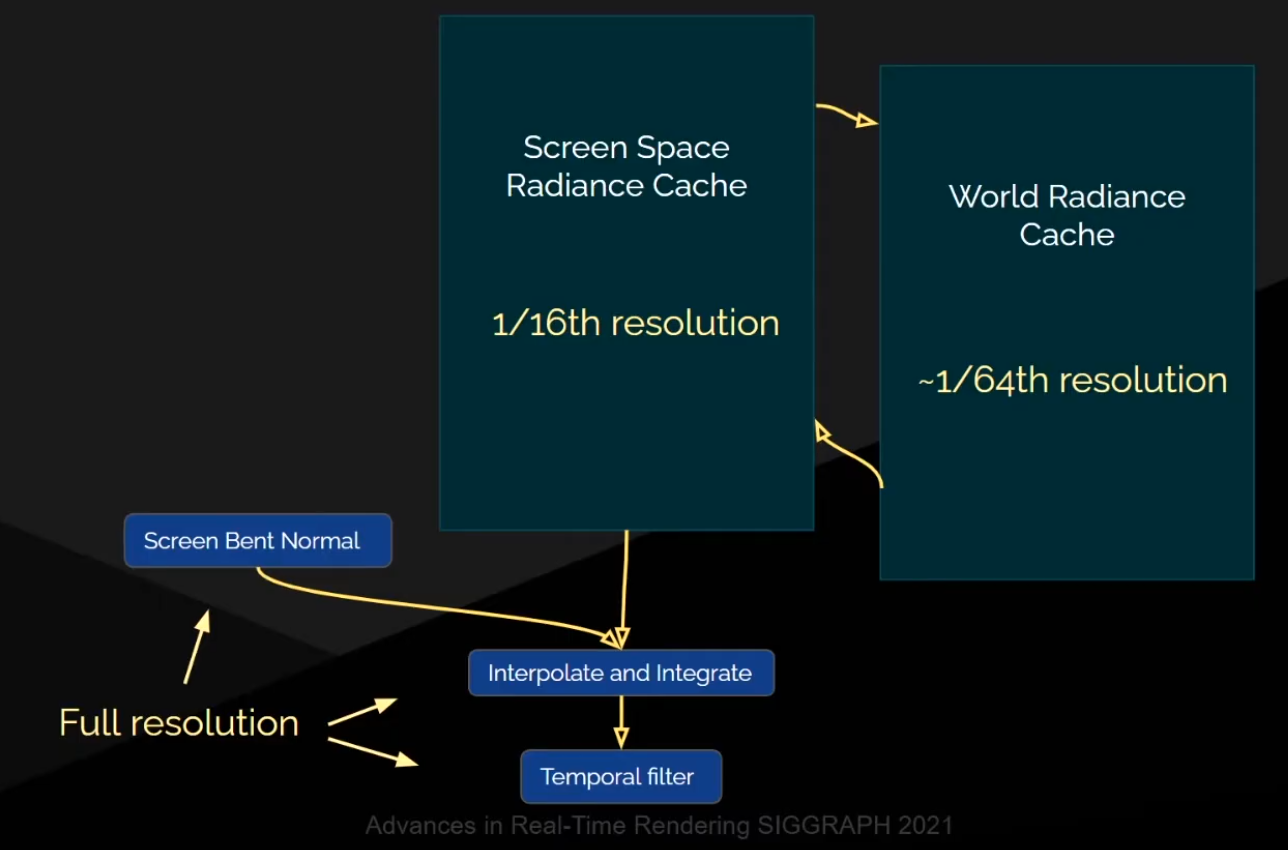 Screen Space
Radiance Cache
1/16th resolution
World Radiance
Cache
~1/64th resolution
Screen Bent Normal
Interpolate and Integrate
Full resolution
Temporal filter
Advances in Real-Time Rendering SIGGRAPH 2021